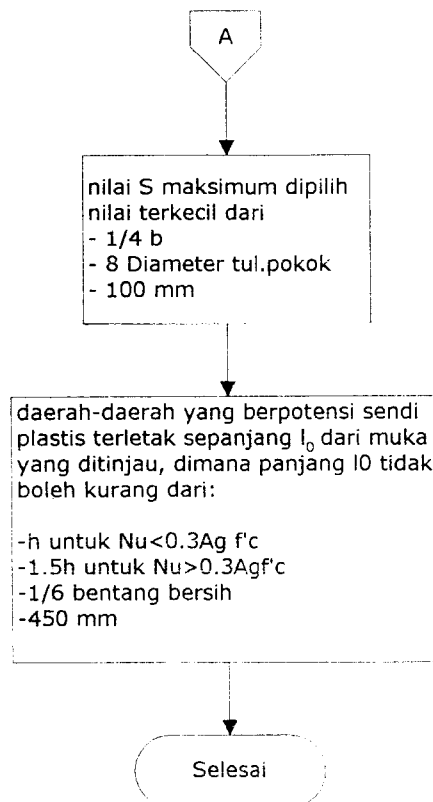 A
nilai S maksimum dipilih
nilai terkecil dari
- 1/4 b
- 8 Diameter tul.pokok
- 100 mm
daerah-daerah yang berpotensi sendi
plastis terletak sepanjang l₀ dari muka
yang ditinjau, dimana panjang l0 tidak
boleh kurang dari:
-h untuk Nu<0.3Ag f'c
-1.5h untuk Nu>0.3Agf'c
-1/6 bentang bersih
-450 mm
Selesai